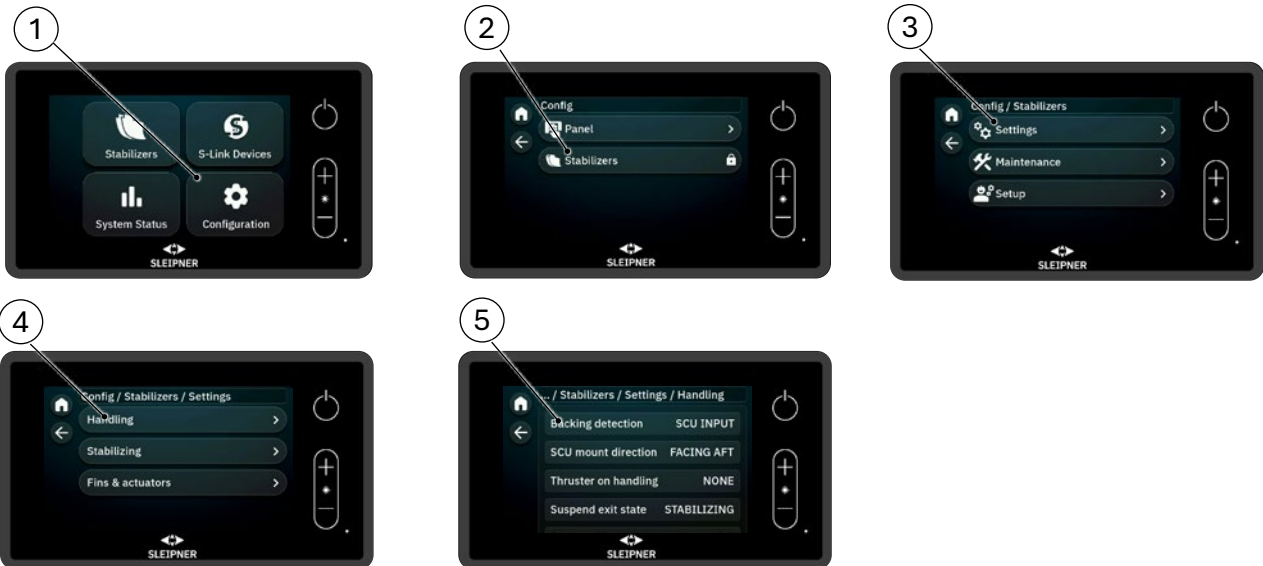 1
2
3
Stabilizers
S-Link Devices
System Status
Configuration
SLEIPNER
Config
Panel
Stabilizers
SLEIPNER
Config / Stabilizers
Settings
Maintenance
Setup
SLEIPNER
4
5
Config / Stabilizers / Settings
Handling
Stabilizing
Fins & actuators
SLEIPNER
... / Stabilizers / Settings / Handling
Backing detection SCU INPUT
SCU mount direction FACING AFT
Thruster on handling NONE
Suspend exit state STABILIZING
SLEIPNER